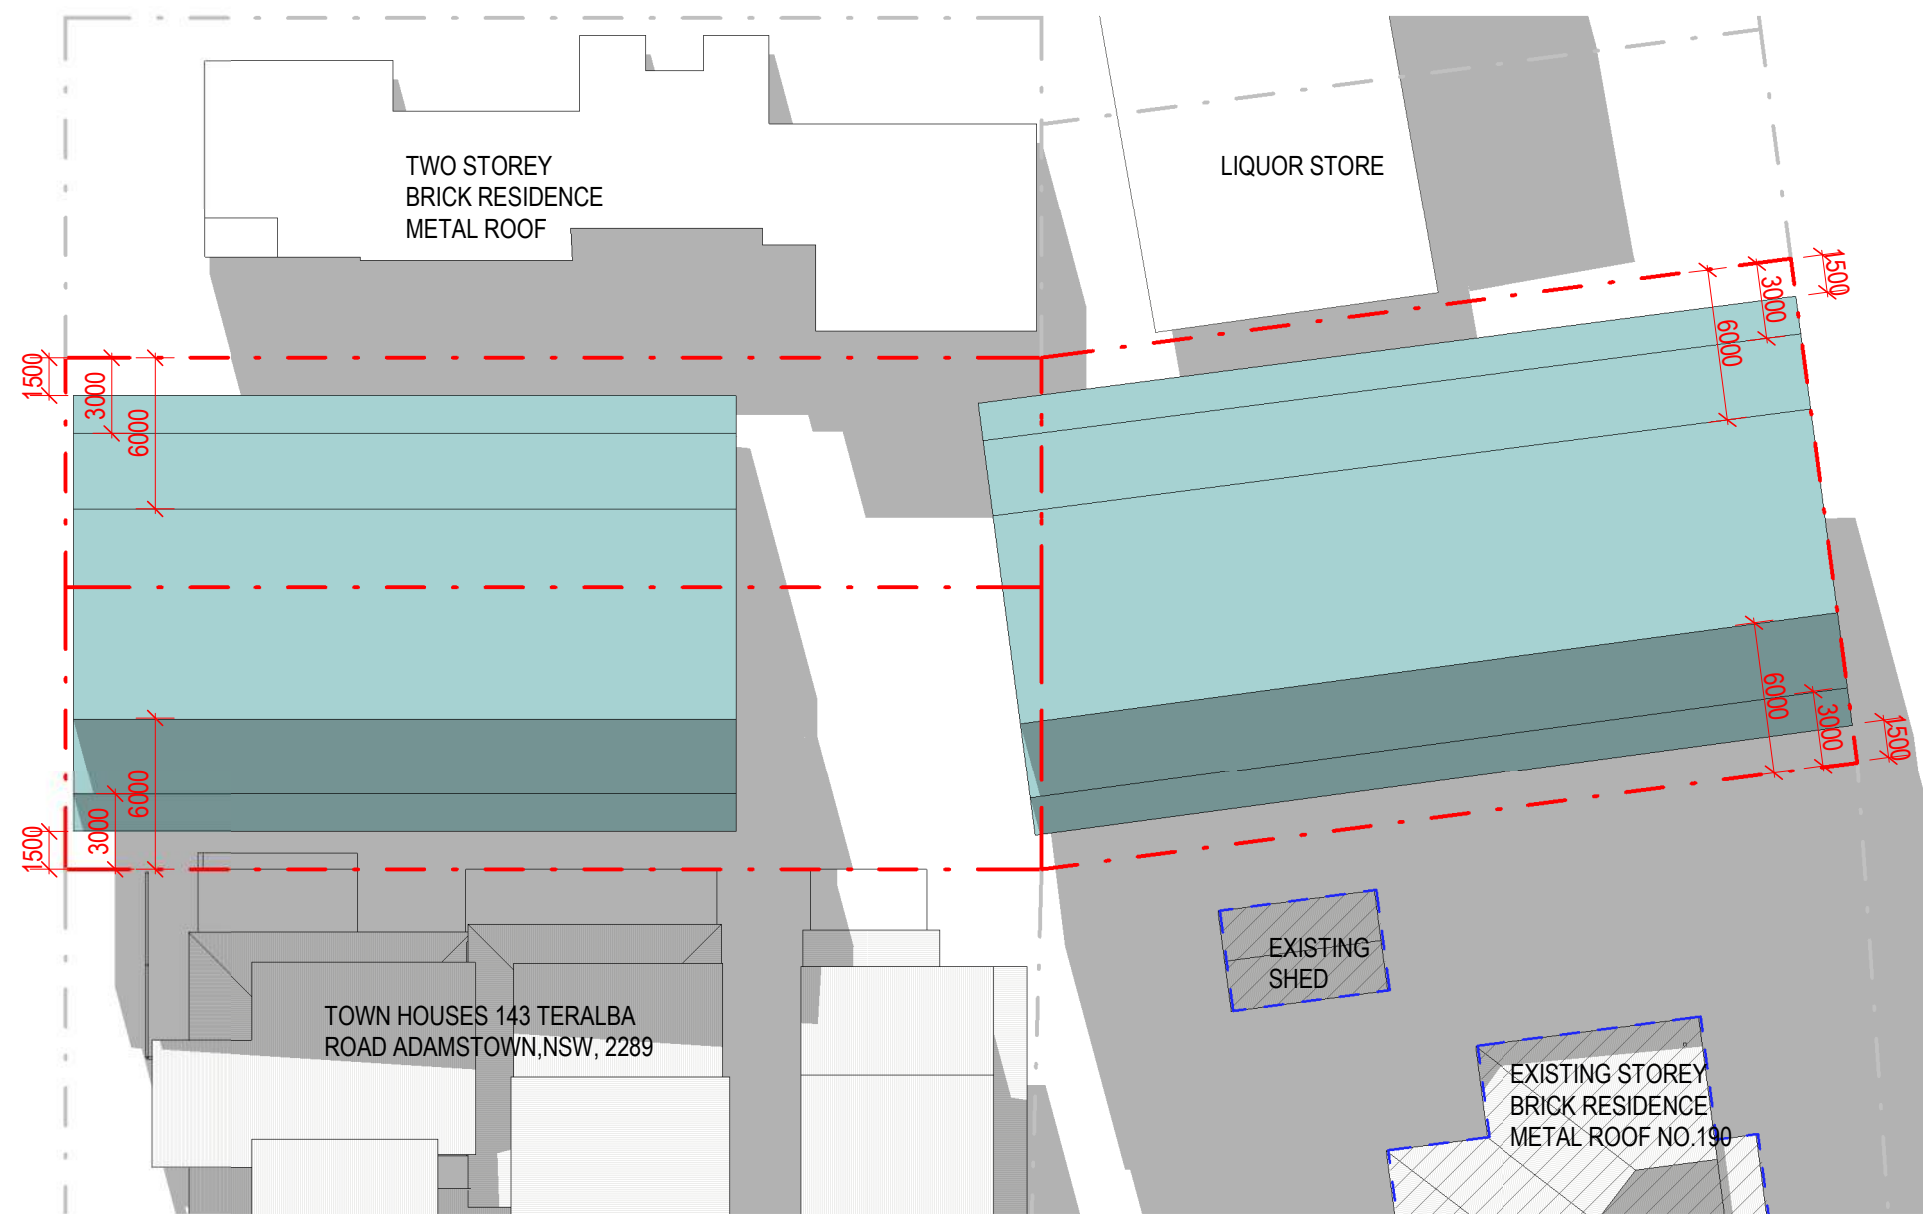 TWO STOREY
BRICK RESIDENCE
METAL ROOF
LIQUOR STORE
1500
3000
6000
1500
3000
6000
6000
3000
1500
6000
3000
1500
EXISTING
SHED
TOWN HOUSES 143 TERALBA
ROAD ADAMSTOWN,NSW, 2289
EXISTING STOREY
BRICK RESIDENCE
METAL ROOF NO.190